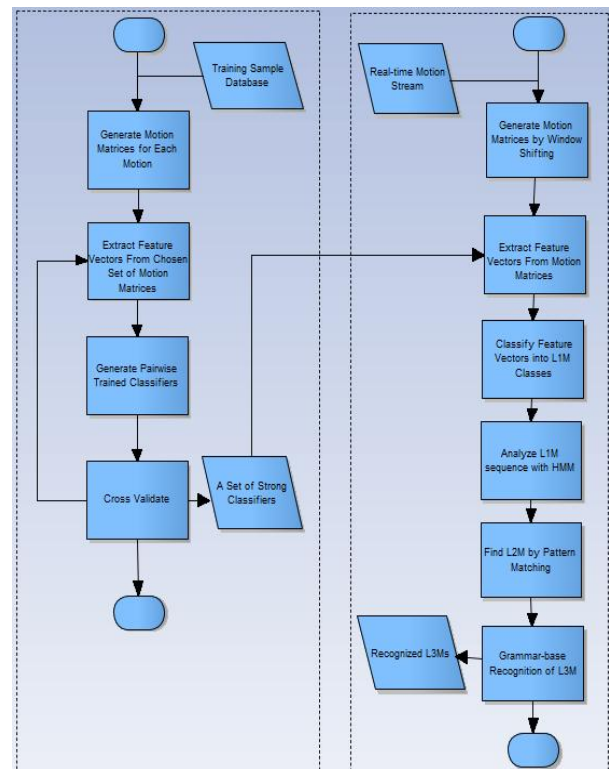 Training Sample
Database
Generate Motion
Matrices for Each
Motion
Extract Feature
Vectors From Chosen
Set of Motion
Matrices
Generate Pairwise
Trained Classifiers
Cross Validate
A Set of Strong
Classifiers
Real-time Motion
Stream
Generate Motion
Matrices by Window
Shifting
Extract Feature
Vectors From Motion
Matrices
Classify Feature
Vectors into L1M
Classes
Analyze L1M
sequence with HMM
Find L2M by Pattern
Matching
Recognized L3Ms
Grammar-base
Recognition of L3M